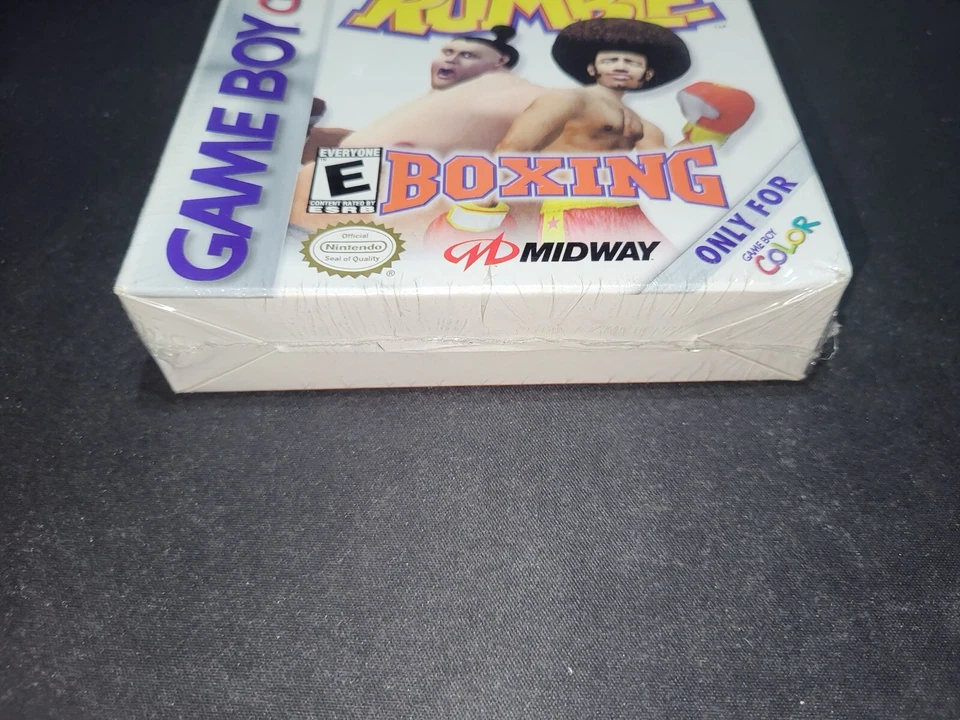 RUMBLE
GAME BOY
EVERYONE
E
CONTENT RATED BY
ESRB
BOXING
Official
Nintendo
Seal of Quality
®
MIDWAY
ONLY FOR
GAME BOY
COLOR